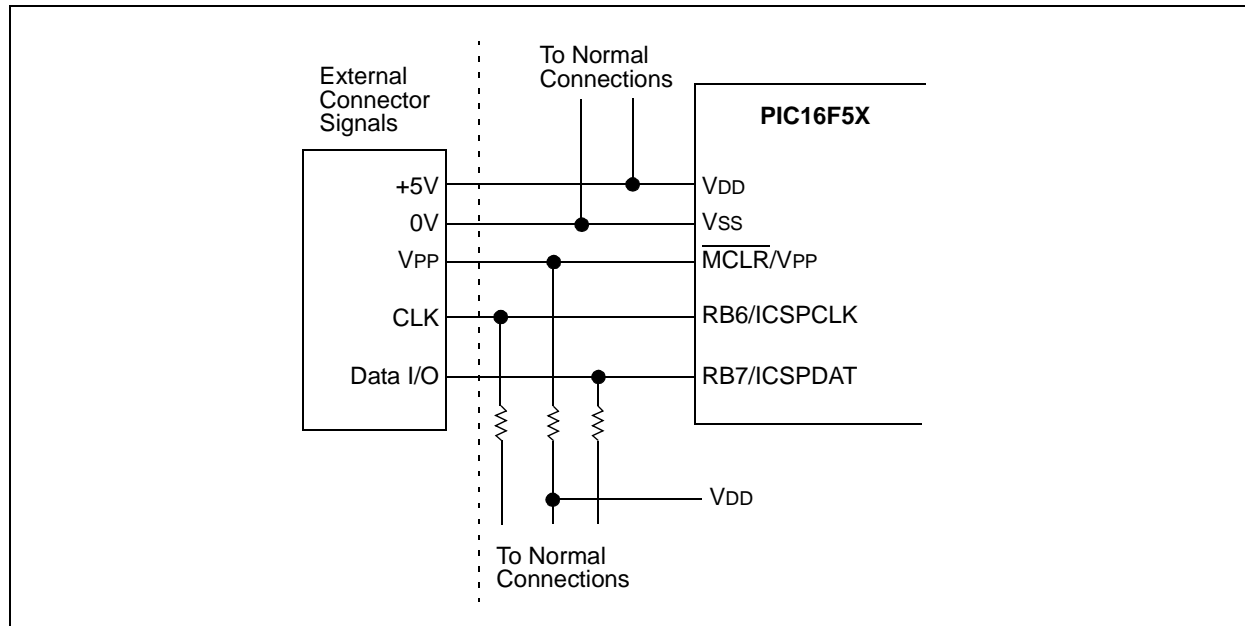 To Normal
Connections
External
Connector
Signals
PIC16F5X
+5V
VDD
0V
VSS
VPP
MCLR/VPP
CLK
RB6/ICSPCLK
Data I/O
RB7/ICSPDAT
VDD
To Normal
Connections